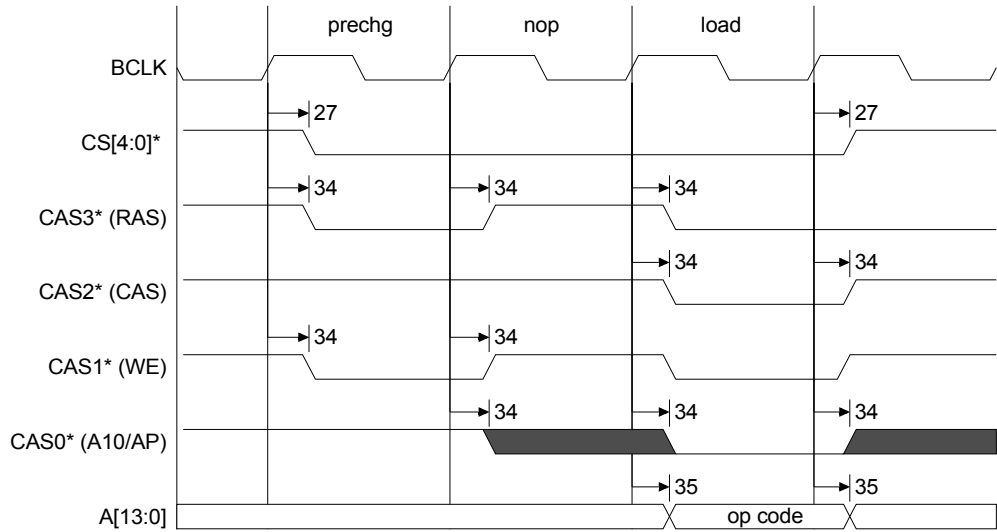 prechg nop load
BCLK
27 27
CS[4:0]*
34 34 34
CAS3* (RAS)
34 34
CAS2* (CAS)
34 34
CAS1* (WE)
34 34 34
CAS0* (A10/AP)
35 35
A[13:0] op code